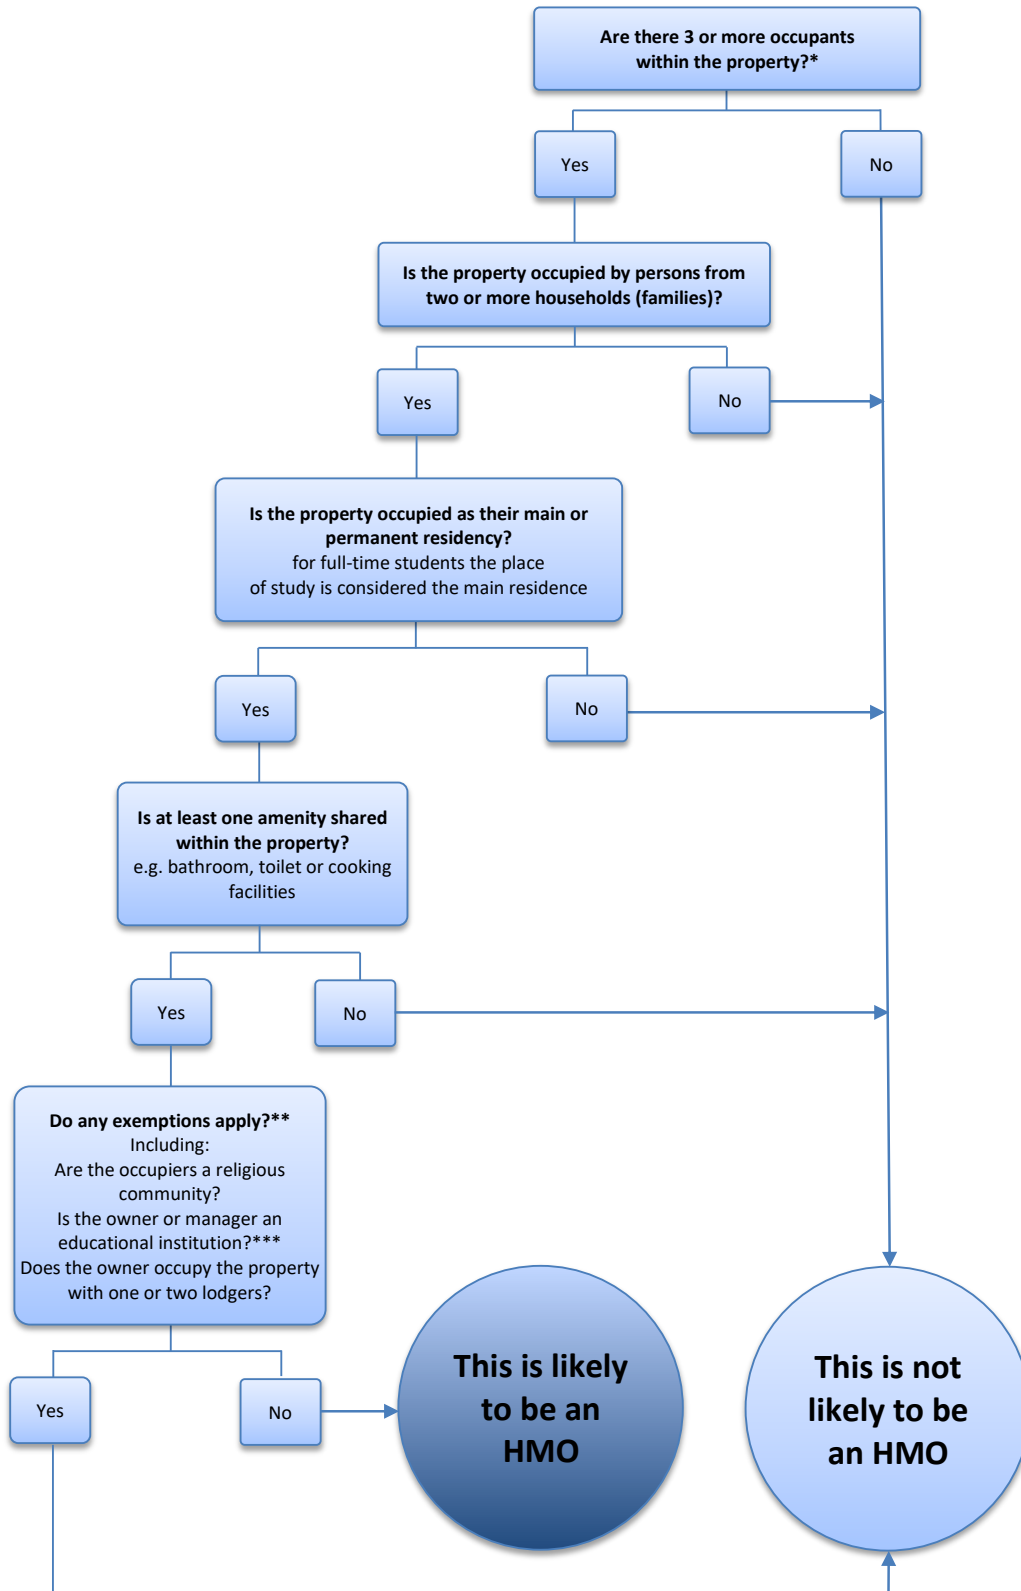 Are there 3 or more occupants
within the property?*
Yes
No
Is the property occupied by persons from
two or more households (families)?
Yes
No
Is the property occupied as their main or
permanent residency?
for full-time students the place
of study is considered the main residence
Yes
No
Is at least one amenity shared
within the property?
e.g. bathroom, toilet or cooking
facilities
Yes
No
Do any exemptions apply?**
Including:
Are the occupiers a religious
community?
Is the owner or manager an
educational institution?***
Does the owner occupy the property
with one or two lodgers?
Yes
No
This is likely
to be an
HMO
This is not
likely to be
an HMO